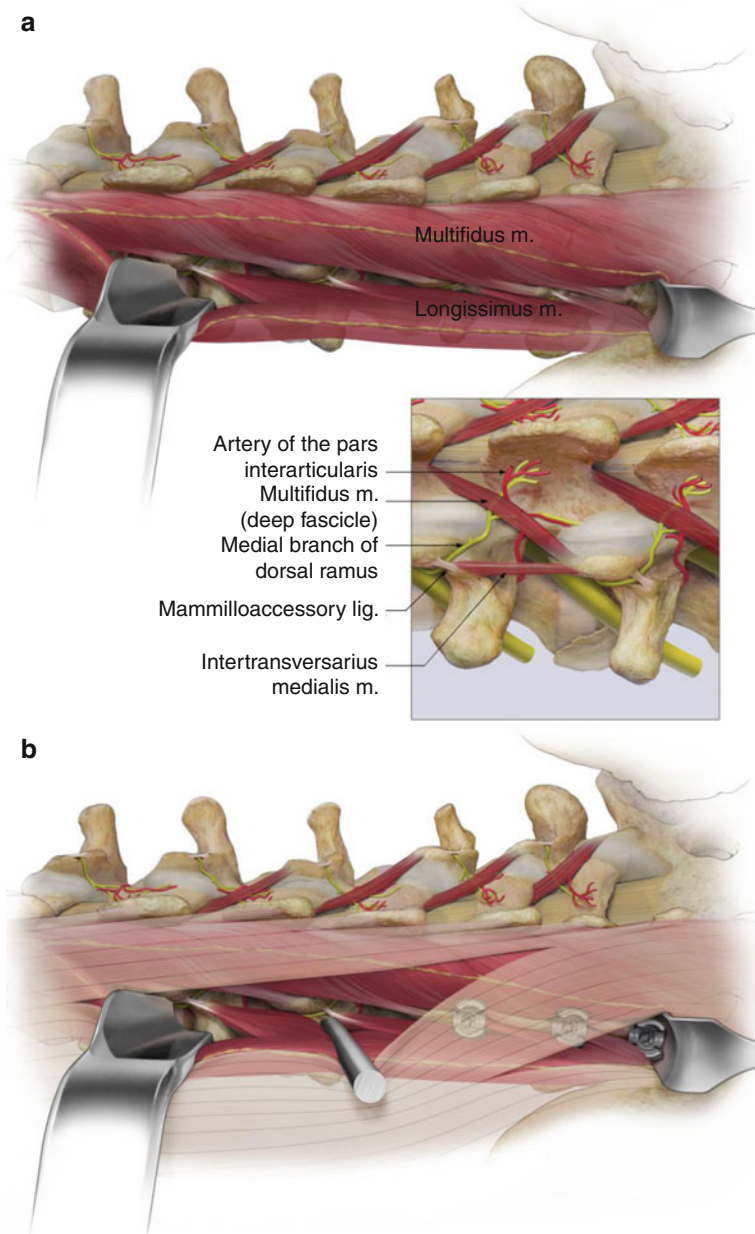 a
Multifidus m.
Longissimus m.
Artery of the pars
interarticularis
Multifidus m.
(deep fascicle)
Medial branch of
dorsal ramus
Mammilloaccessory lig.
Intertransversarius
medialis m.
b